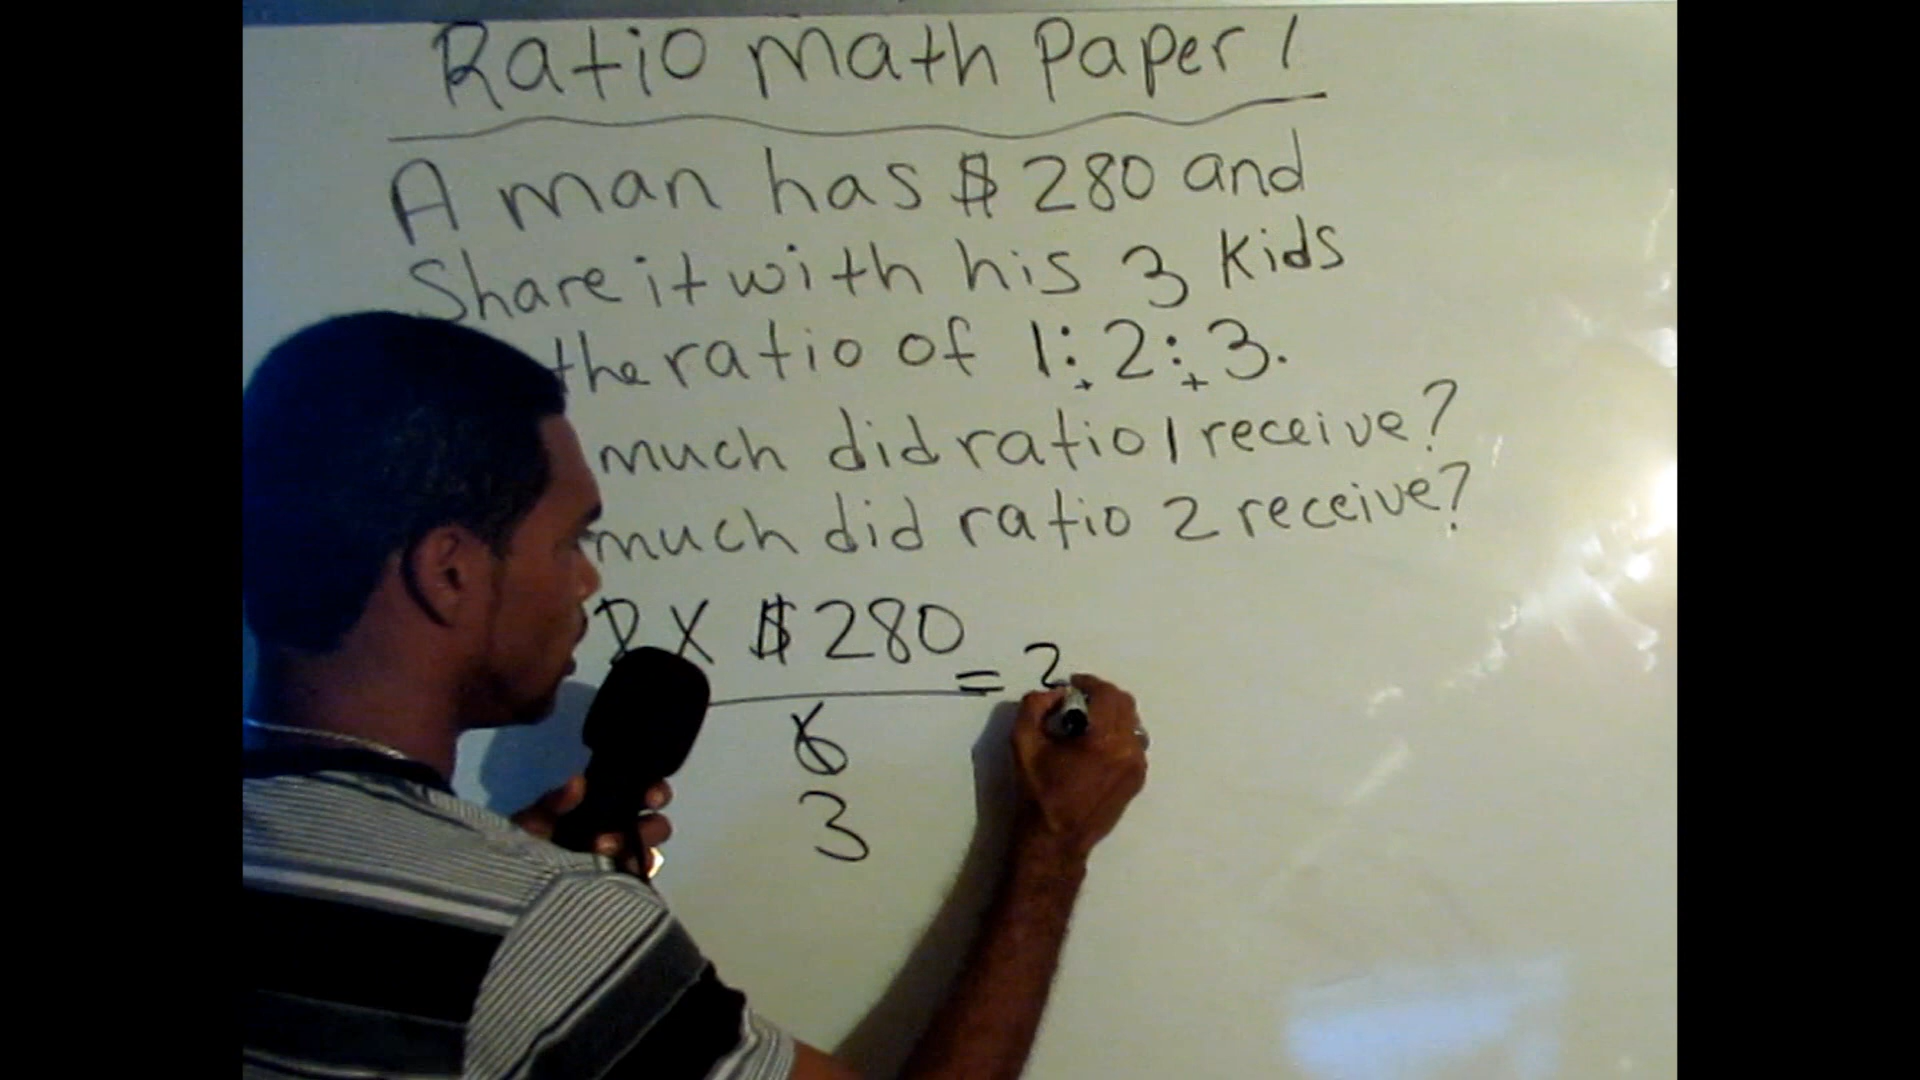 Ratio Math Paper 1
A man has $280 and
Share it with his 3 kids
the ratio of 1:2:3.
+ +
much did ratio 1 receive?
much did ratio 2 receive?
2 X $280
= 2
6
3